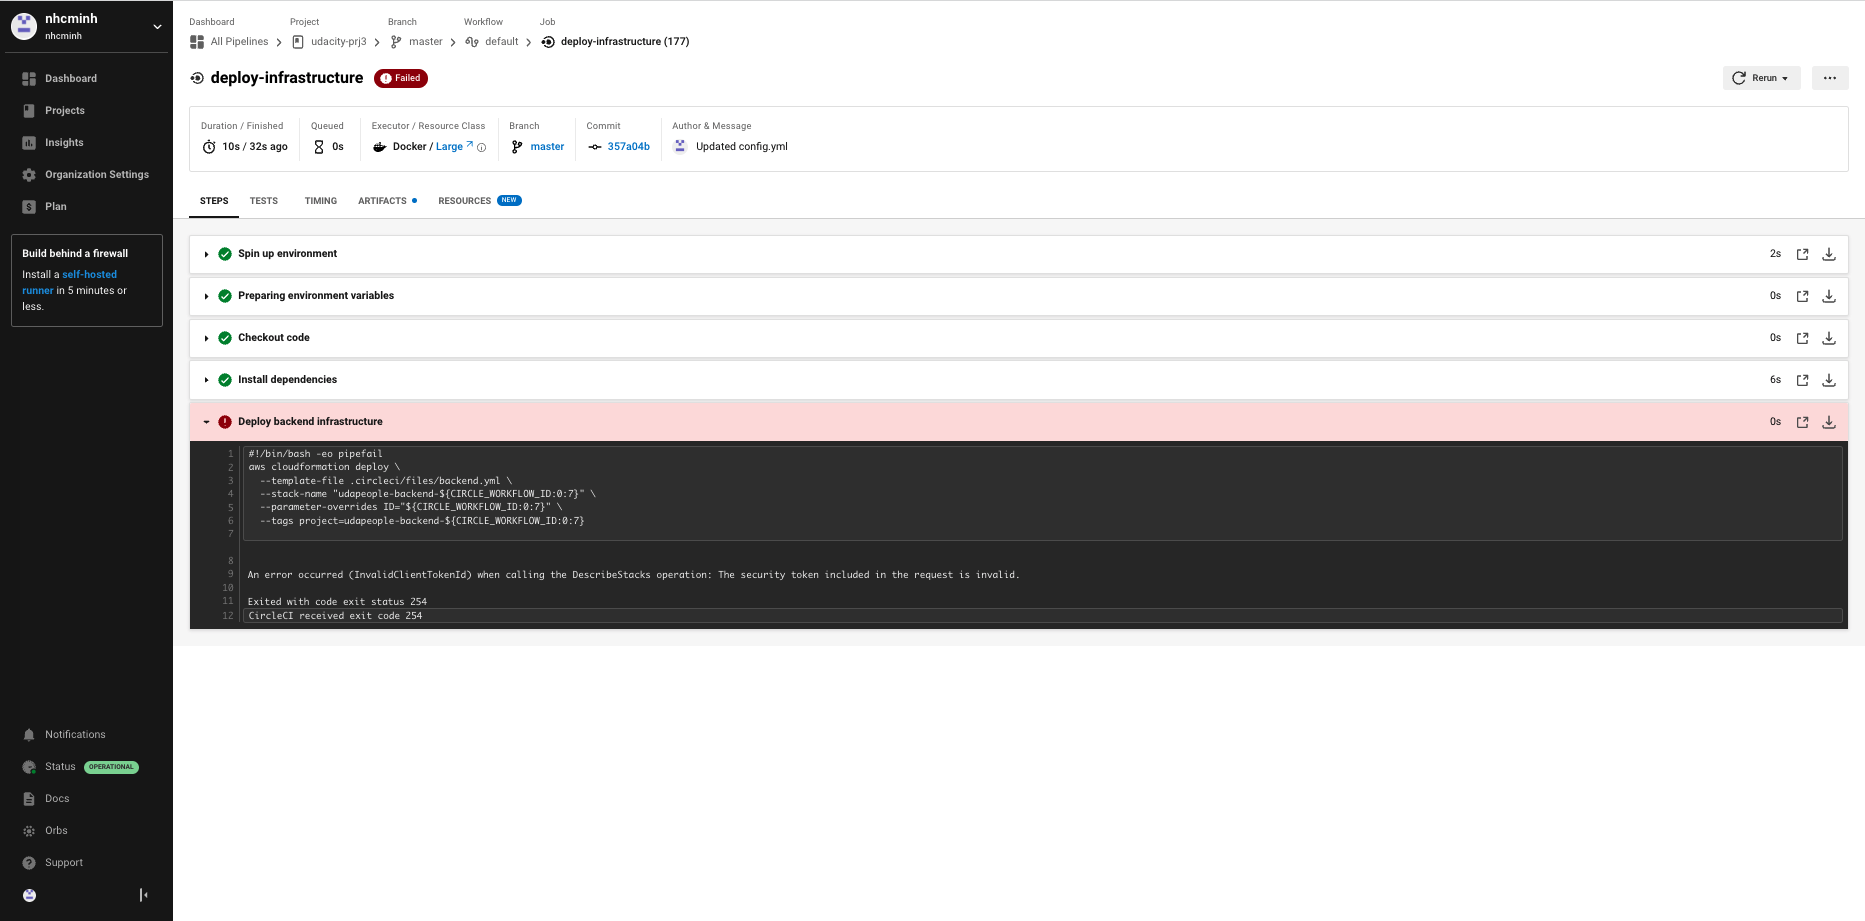 nhcminh
nhcminh
Dashboard
Projects
Insights
Organization Settings
Plan
Build behind a firewall
Install a self-hosted
runner in 5 minutes or
less.
Notifications
Status OPERATIONAL
Docs
Orbs
Support
Dashboard Project Branch Workflow Job
All Pipelines udacity-prj3 master default deploy-infrastructure (177)
deploy-infrastructure Failed
Rerun
Duration / Finished Queued Executor / Resource Class Branch Commit Author & Message
10s / 32s ago 0s Docker / Large master 357a04b Updated config.yml
STEPS TESTS TIMING ARTIFACTS RESOURCES NEW
Spin up environment 2s
Preparing environment variables 0s
Checkout code 0s
Install dependencies 6s
Deploy backend infrastructure 0s
1 #!/bin/bash -eo pipefail
2 aws cloudformation deploy \
3 --template-file .circleci/files/backend.yml \
4 --stack-name "udapeople-backend-${CIRCLE_WORKFLOW_ID:0:7}" \
5 --parameter-overrides ID="${CIRCLE_WORKFLOW_ID:0:7}" \
6 --tags project=udapeople-backend-${CIRCLE_WORKFLOW_ID:0:7}
7
8
9 An error occurred (InvalidClientTokenId) when calling the DescribeStacks operation: The security token included in the request is invalid.
10
11 Exited with code exit status 254
12 CircleCI received exit code 254